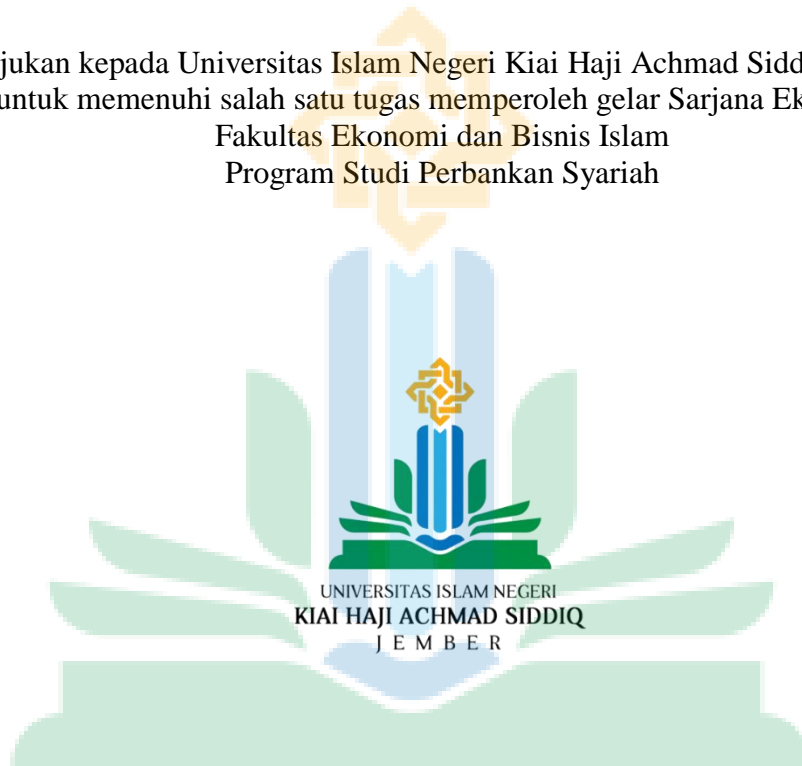 jukan kepada Universitas Islam Negeri Kiai Haji Achmad Sidd
untuk memenuhi salah satu tugas memperoleh gelar Sarjana Ek
Fakultas Ekonomi dan Bisnis Islam
Program Studi Perbankan Syariah
UNIVERSITAS ISLAM NEGERI
KIAI HAJI ACHMAD SIDDIQ
JEMBER